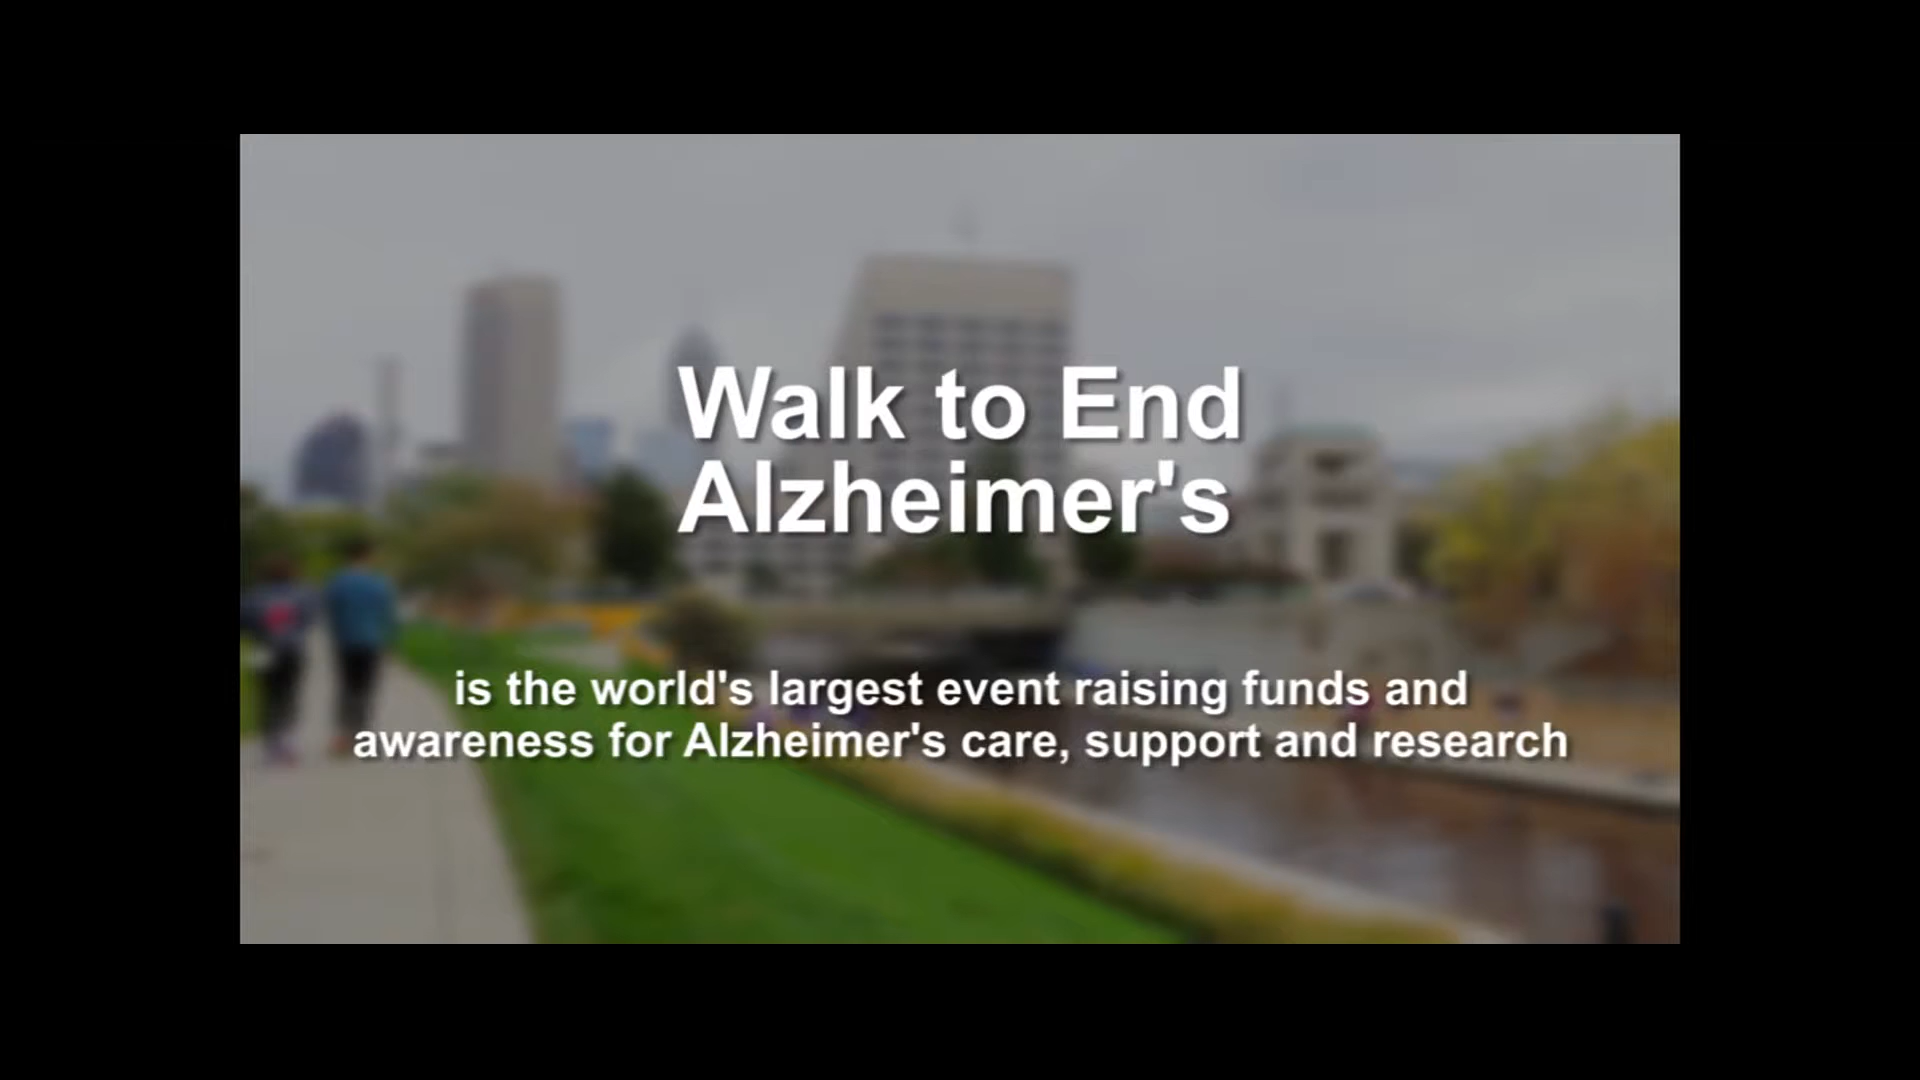 Walk to End
Alzheimer's
is the world's largest event raising funds and
awareness for Alzheimer's care, support and research